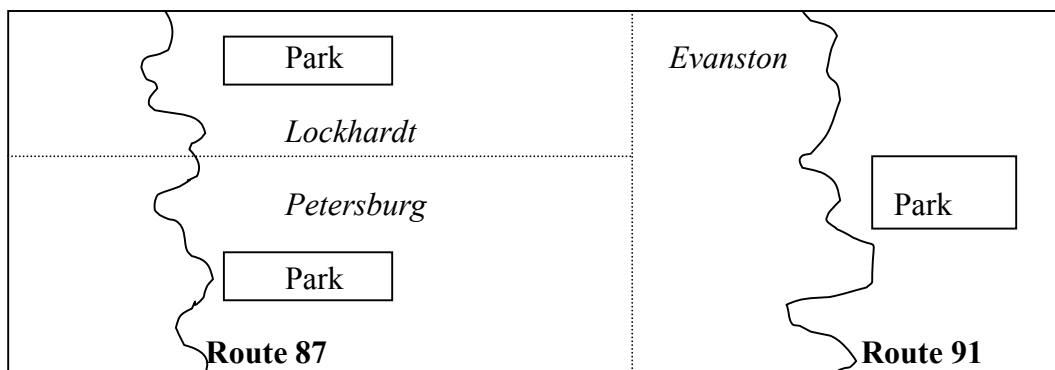 Park
Evanston
Lockhardt
Petersburg
Park
Park
Route 87
Route 91